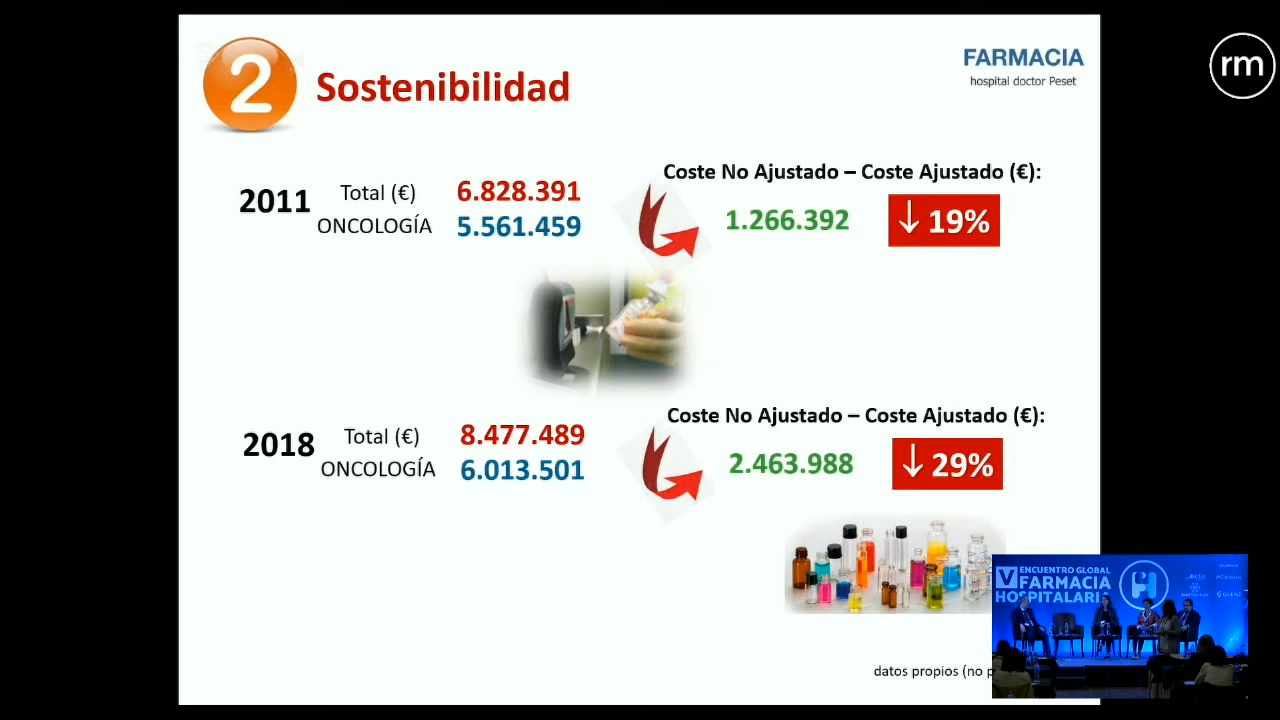 2
Sostenibilidad
FARMACIA
hospital doctor Peset
rm
2011
Total (€)
6.828.391
ONCOLOGÍA
5.561.459
Coste No Ajustado – Coste Ajustado (€):
1.266.392
↓ 19%
2018
Total (€)
8.477.489
ONCOLOGÍA
6.013.501
Coste No Ajustado – Coste Ajustado (€):
2.463.988
↓ 29%
datos propios (no
V ENCUENTRO GLOBAL
FARMACIA
HOSPITALARIA
GILEAD